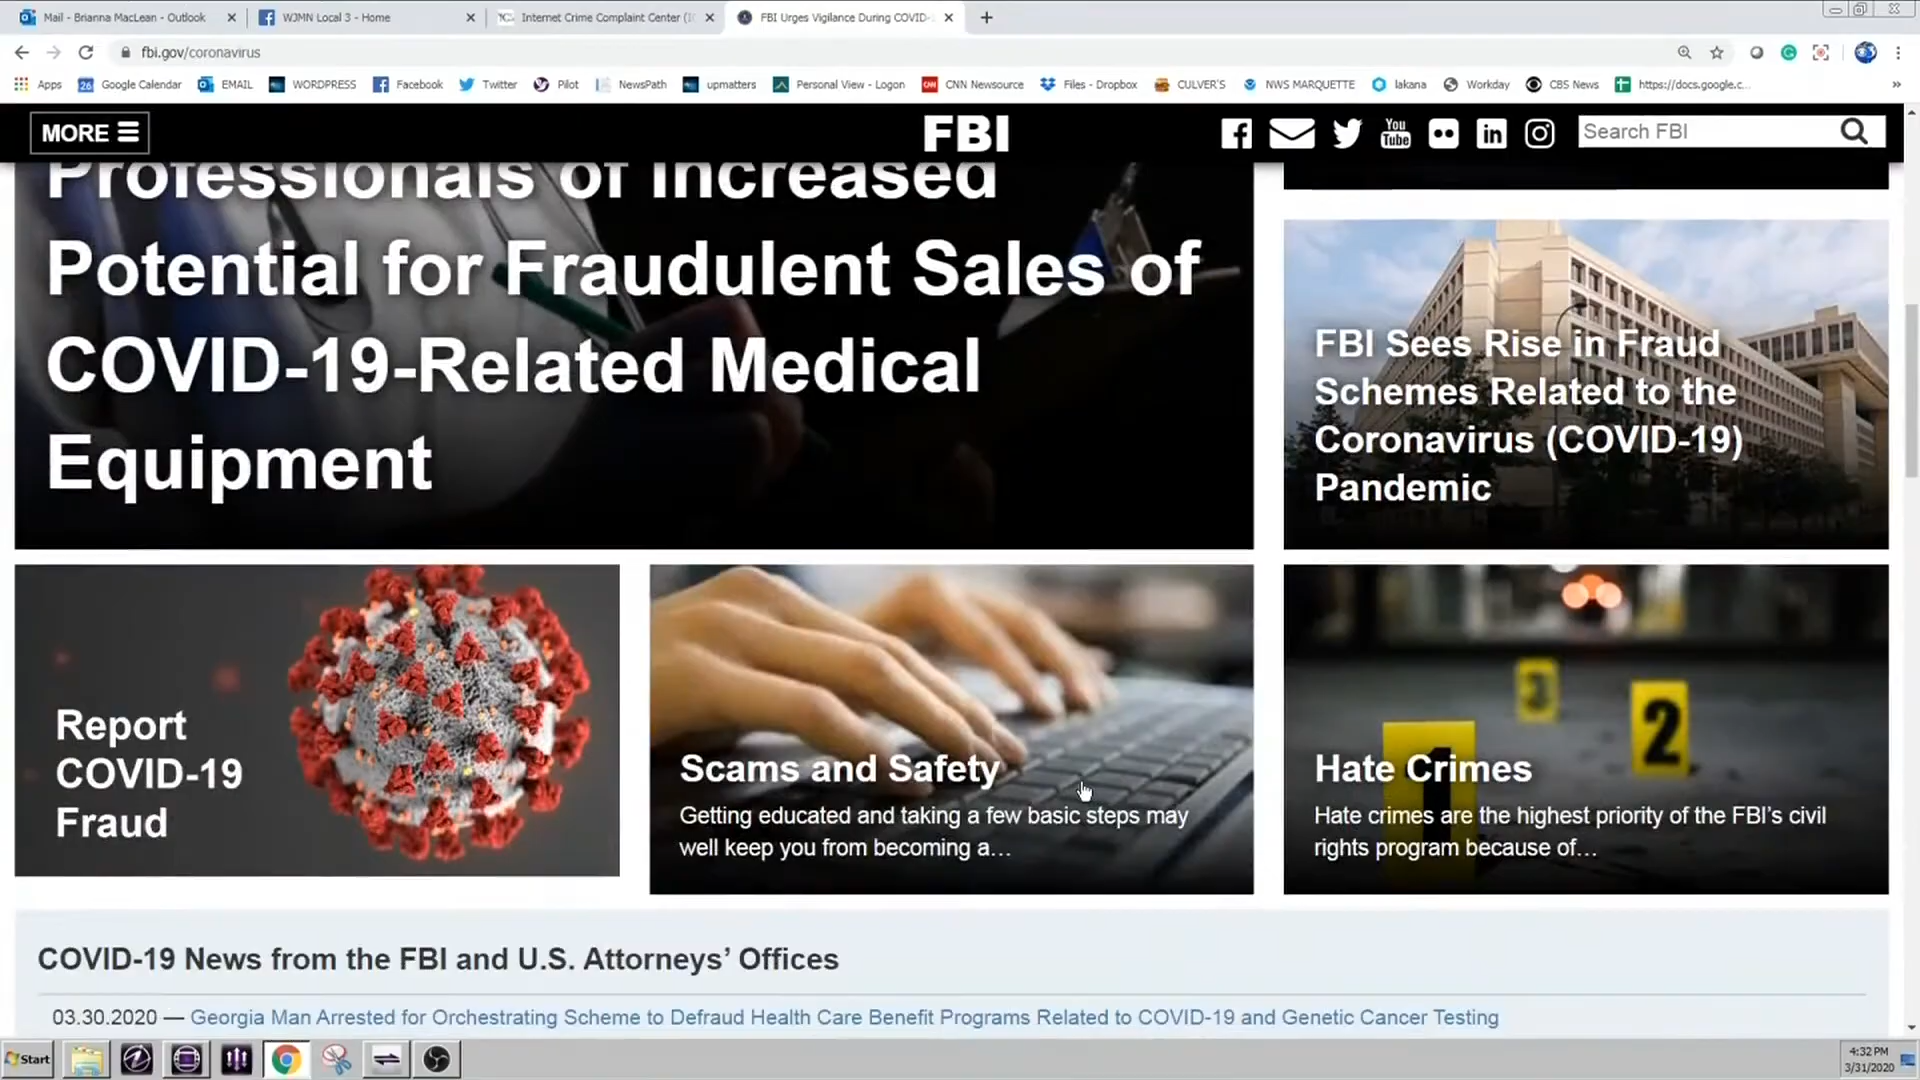 Mail - Brianna MacLean - Outlook
WJMN Local 3 - Home
Internet Crime Complaint Center (I
FBI Urges Vigilance During COVID-
fbi.gov/coronavirus
Apps
Google Calendar
EMAIL
WORDPRESS
Facebook
Twitter
Pilot
NewsPath
upmatters
Personal View - Logon
CNN Newsource
Files - Dropbox
CULVER'S
NWS MARQUETTE
lakana
Workday
CBS News
https://docs.google.c...
MORE
FBI
You Tube
Search FBI
Professionals of Increased
Potential for Fraudulent Sales of
COVID-19-Related Medical
Equipment
FBI Sees Rise in Fraud
Schemes Related to the
Coronavirus (COVID-19)
Pandemic
Report
COVID-19
Fraud
Scams and Safety
Getting educated and taking a few basic steps may
well keep you from becoming a…
3
2
1
Hate Crimes
Hate crimes are the highest priority of the FBI’s civil
rights program because of…
COVID-19 News from the FBI and U.S. Attorneys’ Offices
03.30.2020 — Georgia Man Arrested for Orchestrating Scheme to Defraud Health Care Benefit Programs Related to COVID-19 and Genetic Cancer Testing
Start
4:32 PM
3/31/2020